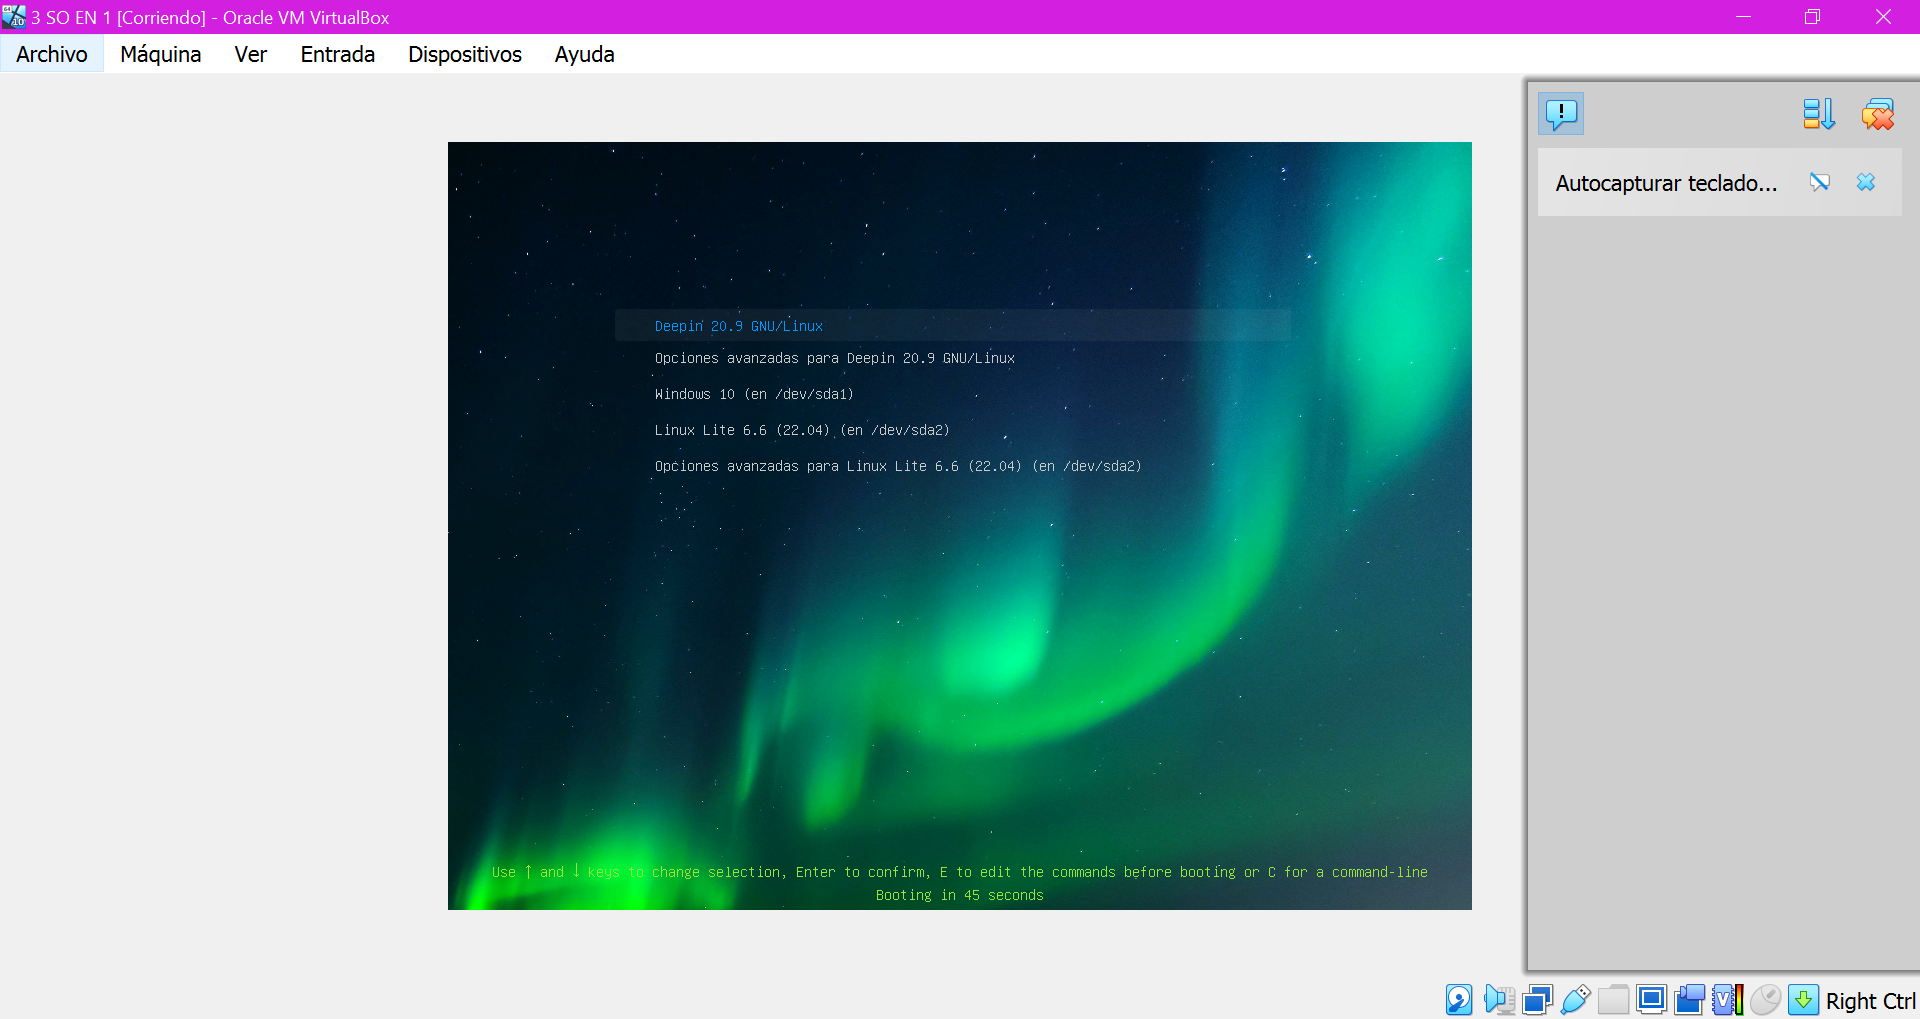 3 SO EN 1 [Corriendo] - Oracle VM VirtualBox
Archivo Máquina Ver Entrada Dispositivos Ayuda
Autocapturar teclado...
Deepin 20.9 GNU/Linux
Opciones avanzadas para Deepin 20.9 GNU/Linux
Windows 10 (en /dev/sda1)
Linux Lite 6.6 (22.04) (en /dev/sda2)
Opciones avanzadas para Linux Lite 6.6 (22.04) (en /dev/sda2)
Use ↑ and ↓ keys to change selection, Enter to confirm, E to edit the commands before booting or C for a command-line
Booting in 45 seconds
Right Ctrl